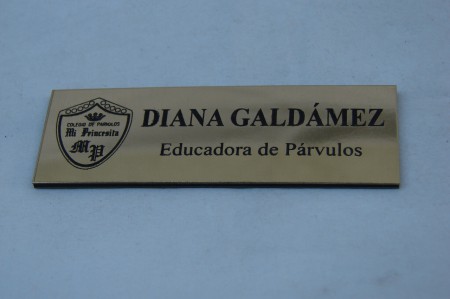 COLEGIO DE PÁRVULOS
Mi Princesita
MP
DIANA GALDÁMEZ
Educadora de Párvulos